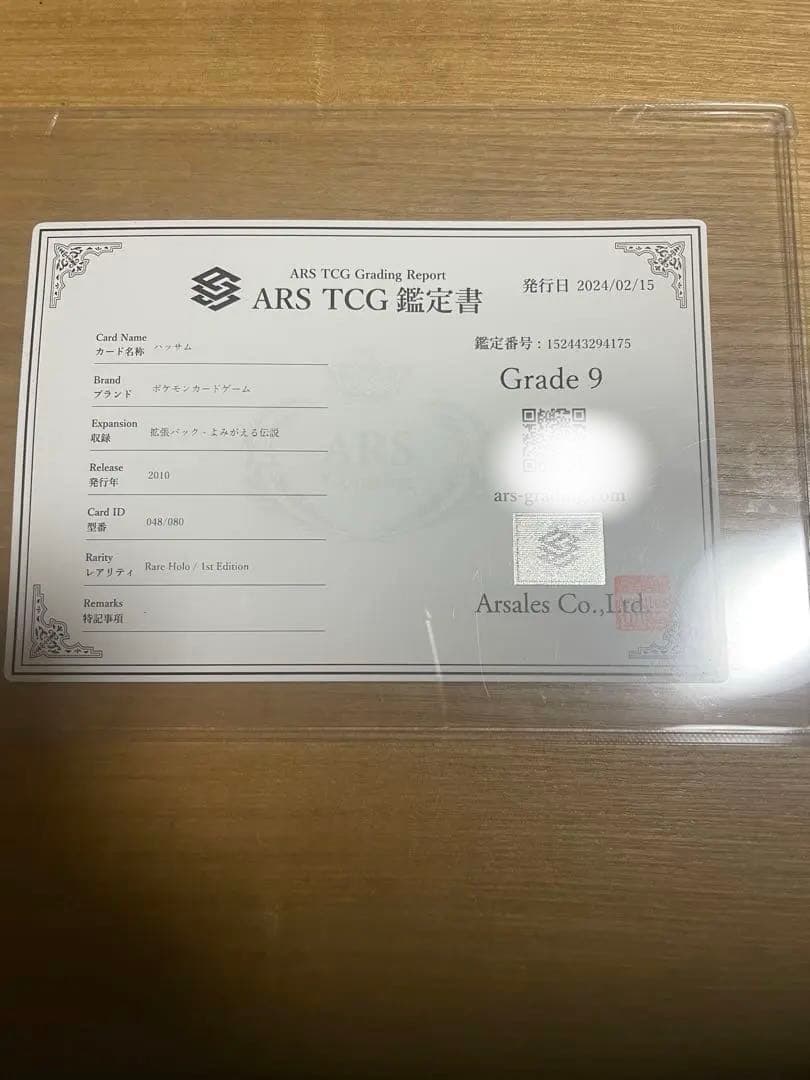 ARS TCG Grading Report
ARS TCG 鑑定書
発行日 2024/02/15
Card Name
カード名称 ハッサム
Brand
ブランド ポケモンカードゲーム
Expansion
収録 拡張パック - よみがえる伝説
Release
発行年 2010
Card ID
型番 048/080
Rarity
レアリティ Rare Holo / 1st Edition
Remarks
特記事項 -
鑑定番号 : 152443294175
Grade 9
ars-grading.com
Arsales Co.,Ltd.
ARS